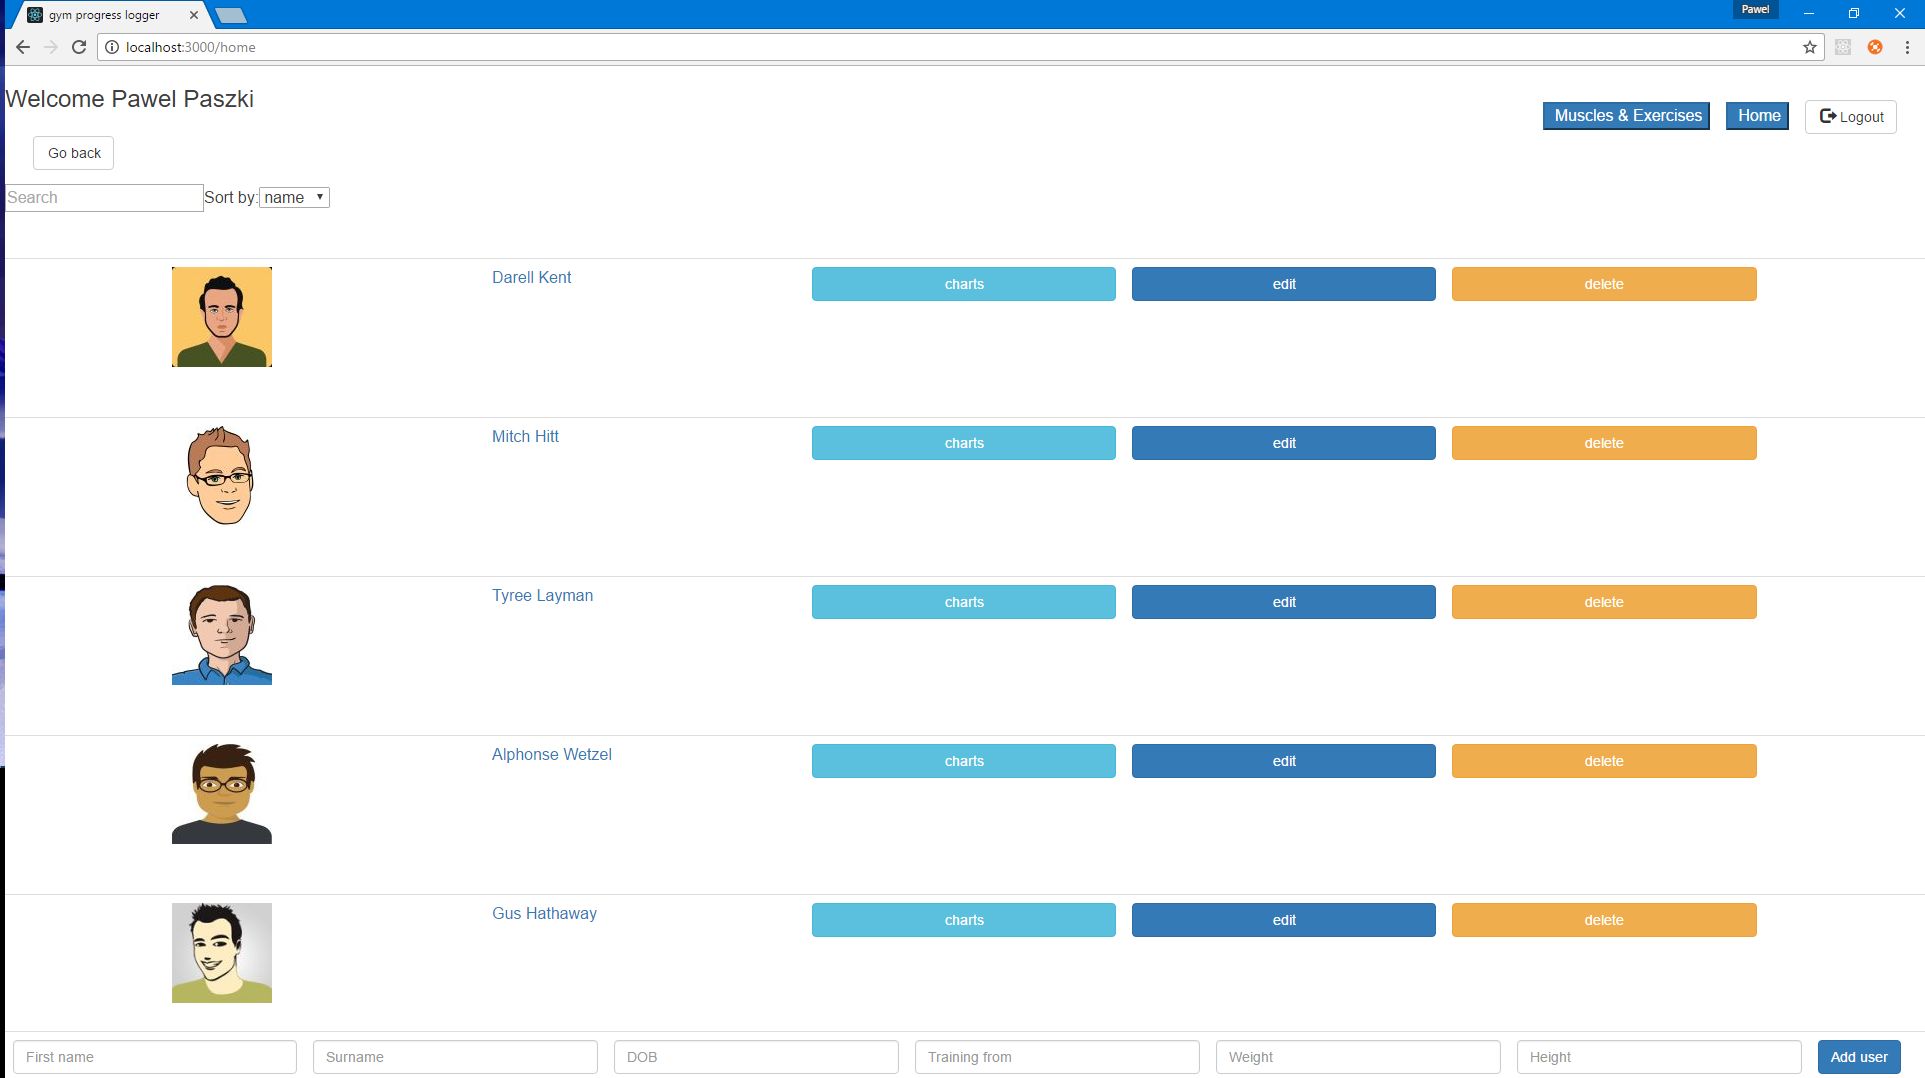 gym progress logger
Pawel
localhost:3000/home
Welcome Pawel Paszki
Muscles & Exercises Home Logout
Go back
Search Sort by: name
Darell Kent charts edit delete
Mitch Hitt charts edit delete
Tyree Layman charts edit delete
Alphonse Wetzel charts edit delete
Gus Hathaway charts edit delete
First name Surname DOB Training from Weight Height Add user